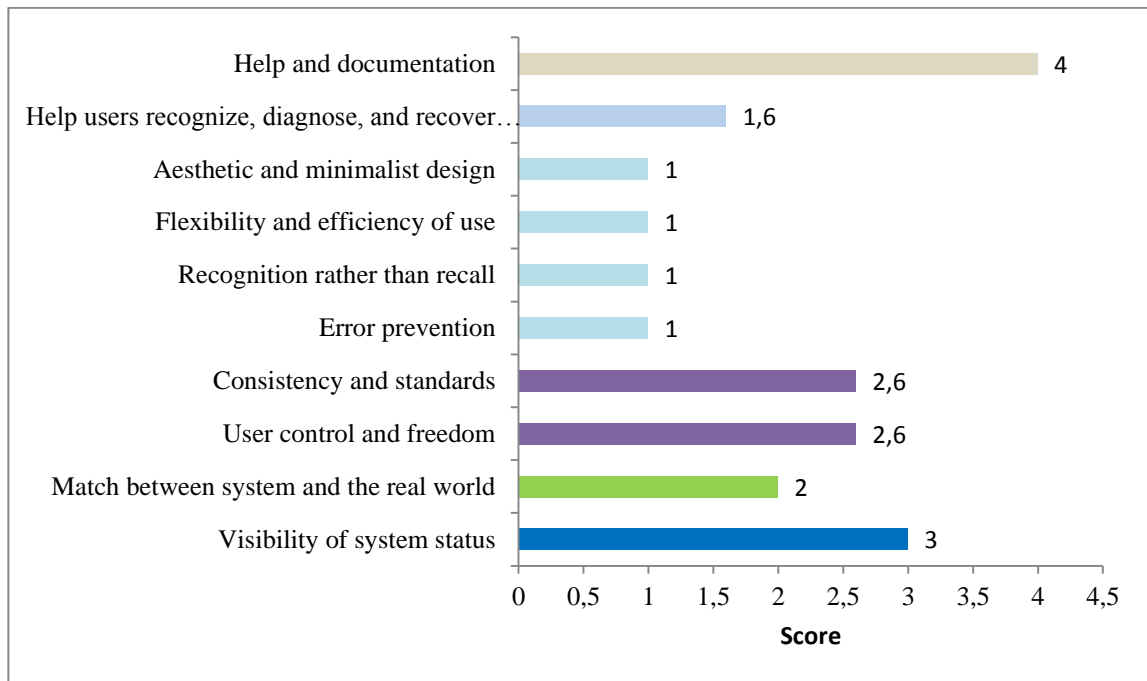 Help and documentation 4
Help users recognize, diagnose, and recover… 1,6
Aesthetic and minimalist design 1
Flexibility and efficiency of use 1
Recognition rather than recall 1
Error prevention 1
Consistency and standards 2,6
User control and freedom 2,6
Match between system and the real world 2
Visibility of system status 3
0 0,5 1 1,5 2 2,5 3 3,5 4 4,5
Score